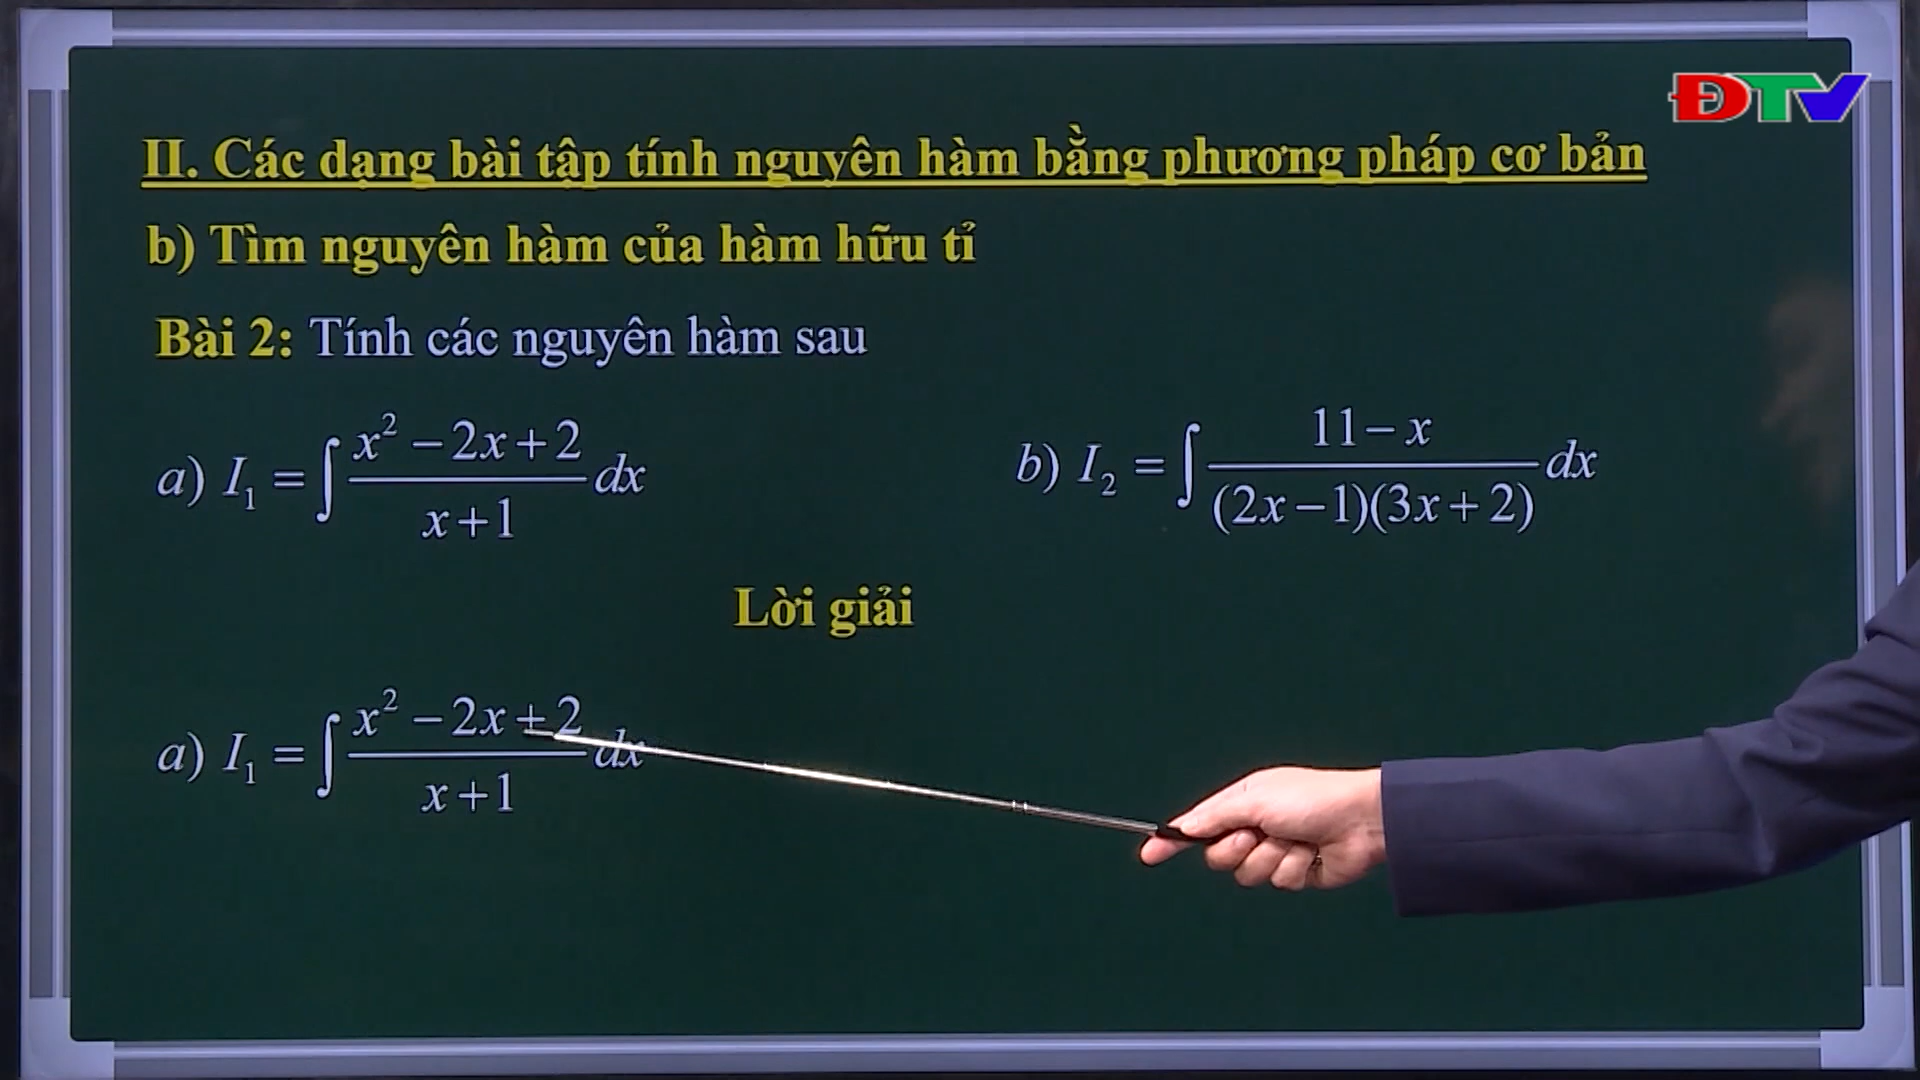 ĐTV
II. Các dạng bài tập tính nguyên hàm bằng phương pháp cơ bản
b) Tìm nguyên hàm của hàm hữu tỉ
Bài 2: Tính các nguyên hàm sau
a) I₁ = ∫ (x² − 2x + 2)/(x + 1) dx
b) I₂ = ∫ (11 − x)/((2x − 1)(3x + 2)) dx
Lời giải
a) I₁ = ∫ (x² − 2x + 2)/(x + 1) dx